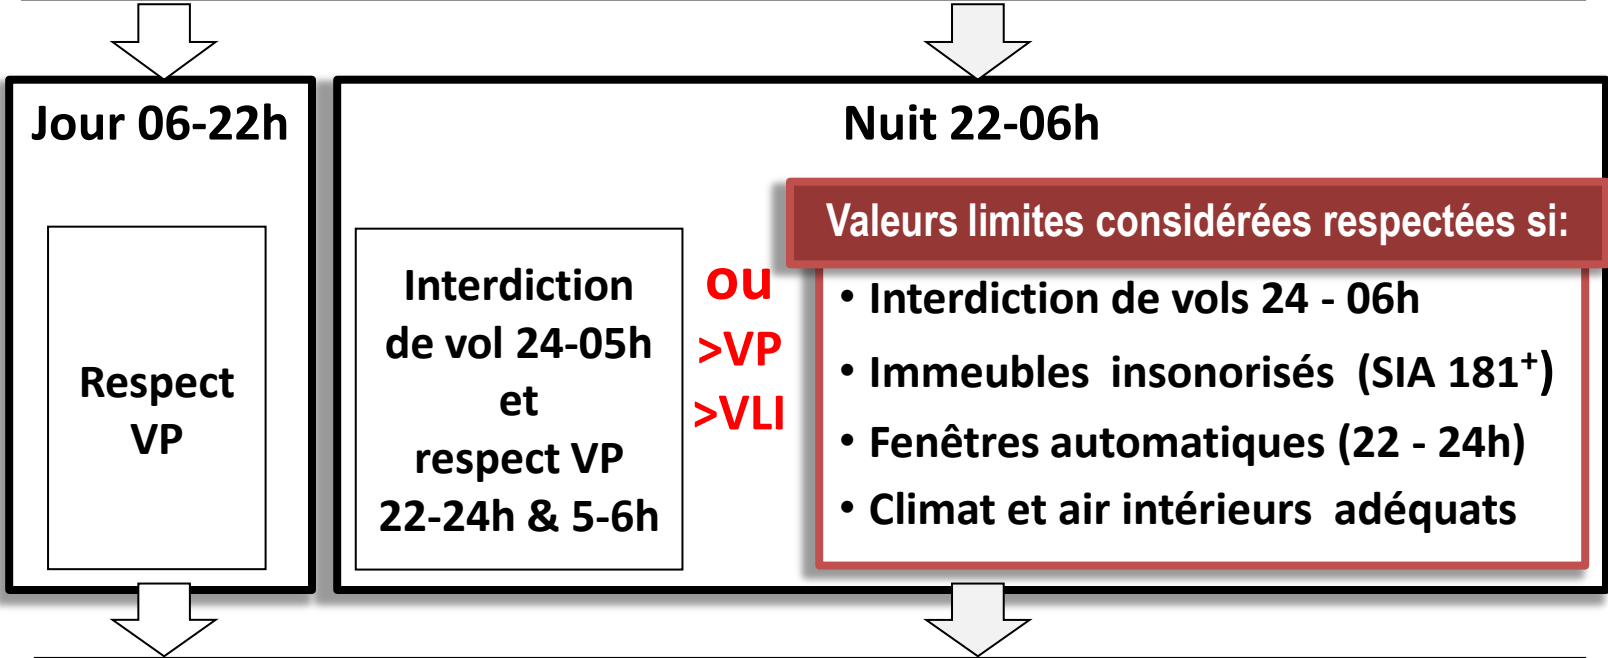 Jour 06-22h
Respect
VP
Nuit 22-06h
Interdiction
de vol 24-05h
et
respect VP
22-24h & 5-6h
ou
>VP
>VLI
Valeurs limites considérées respectées si:
• Interdiction de vols 24 - 06h
• Immeubles insonorisés (SIA 181⁺)
• Fenêtres automatiques (22 - 24h)
• Climat et air intérieurs adéquats